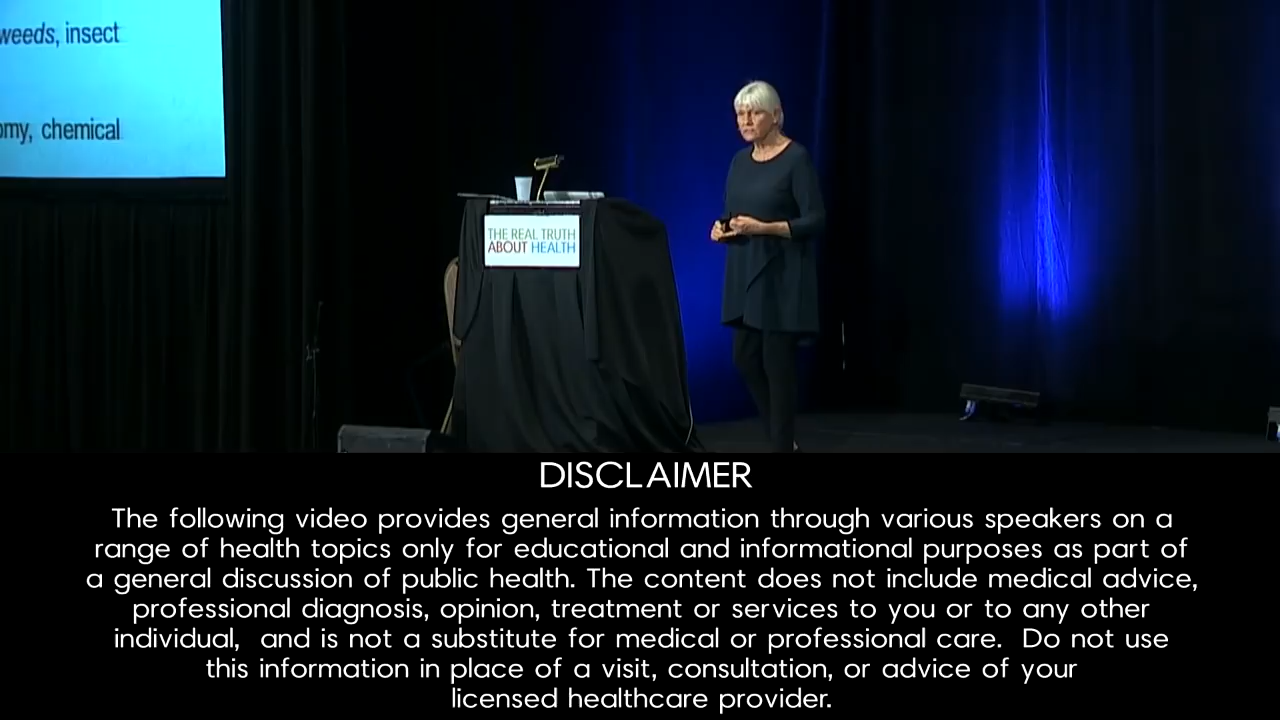 weeds, insect
chemical
THE REAL TRUTH
ABOUT HEALTH
DISCLAIMER
The following video provides general information through various speakers on a
range of health topics only for educational and informational purposes as part of
a general discussion of public health. The content does not include medical advice,
professional diagnosis, opinion, treatment or services to you or to any other
individual, and is not a substitute for medical or professional care. Do not use
this information in place of a visit, consultation, or advice of your
licensed healthcare provider.